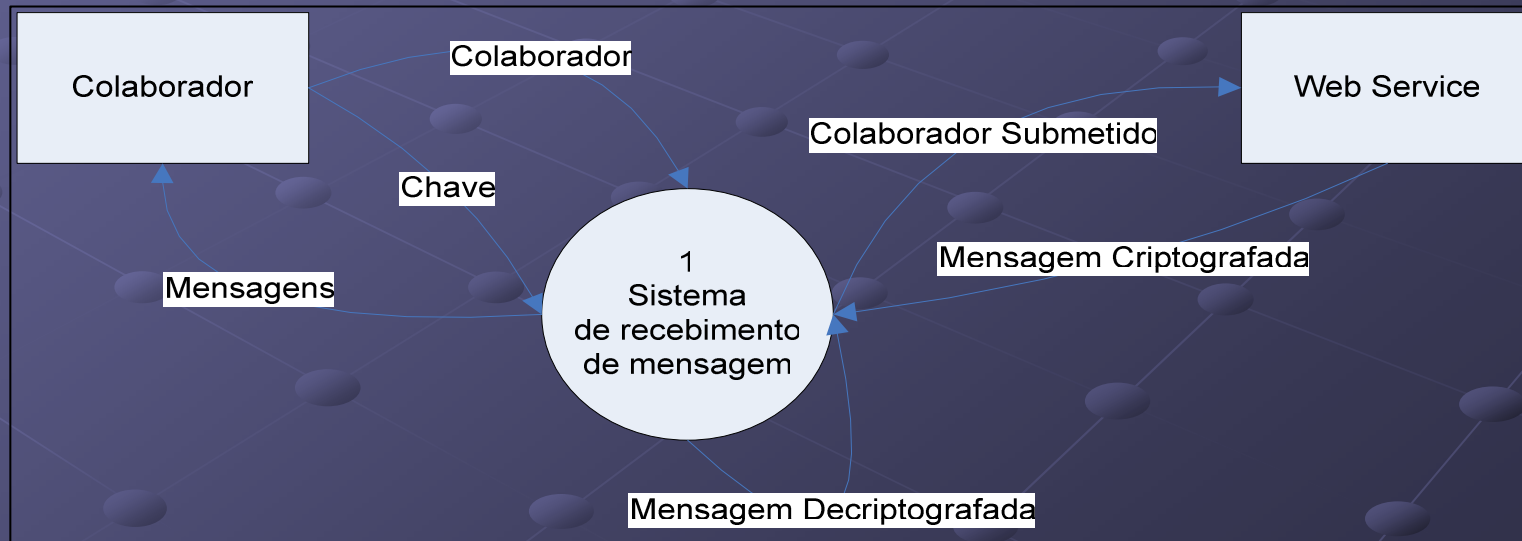 Colaborador
Colaborador
Web Service
Colaborador Submetido
Chave
Mensagem Criptografada
Mensagens
1
Sistema
de recebimento
de mensagem
Mensagem Decriptografada